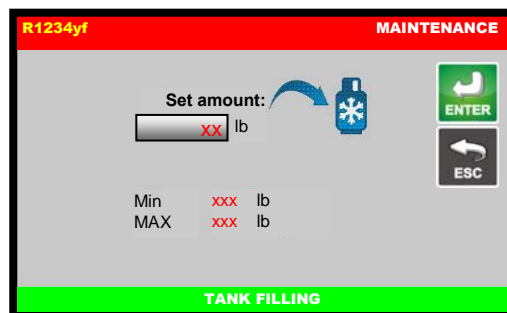 R1234yf MAINTENANCE
Set amount:
xx lb
ENTER
ESC
Min xxx lb
MAX xxx lb
TANK FILLING